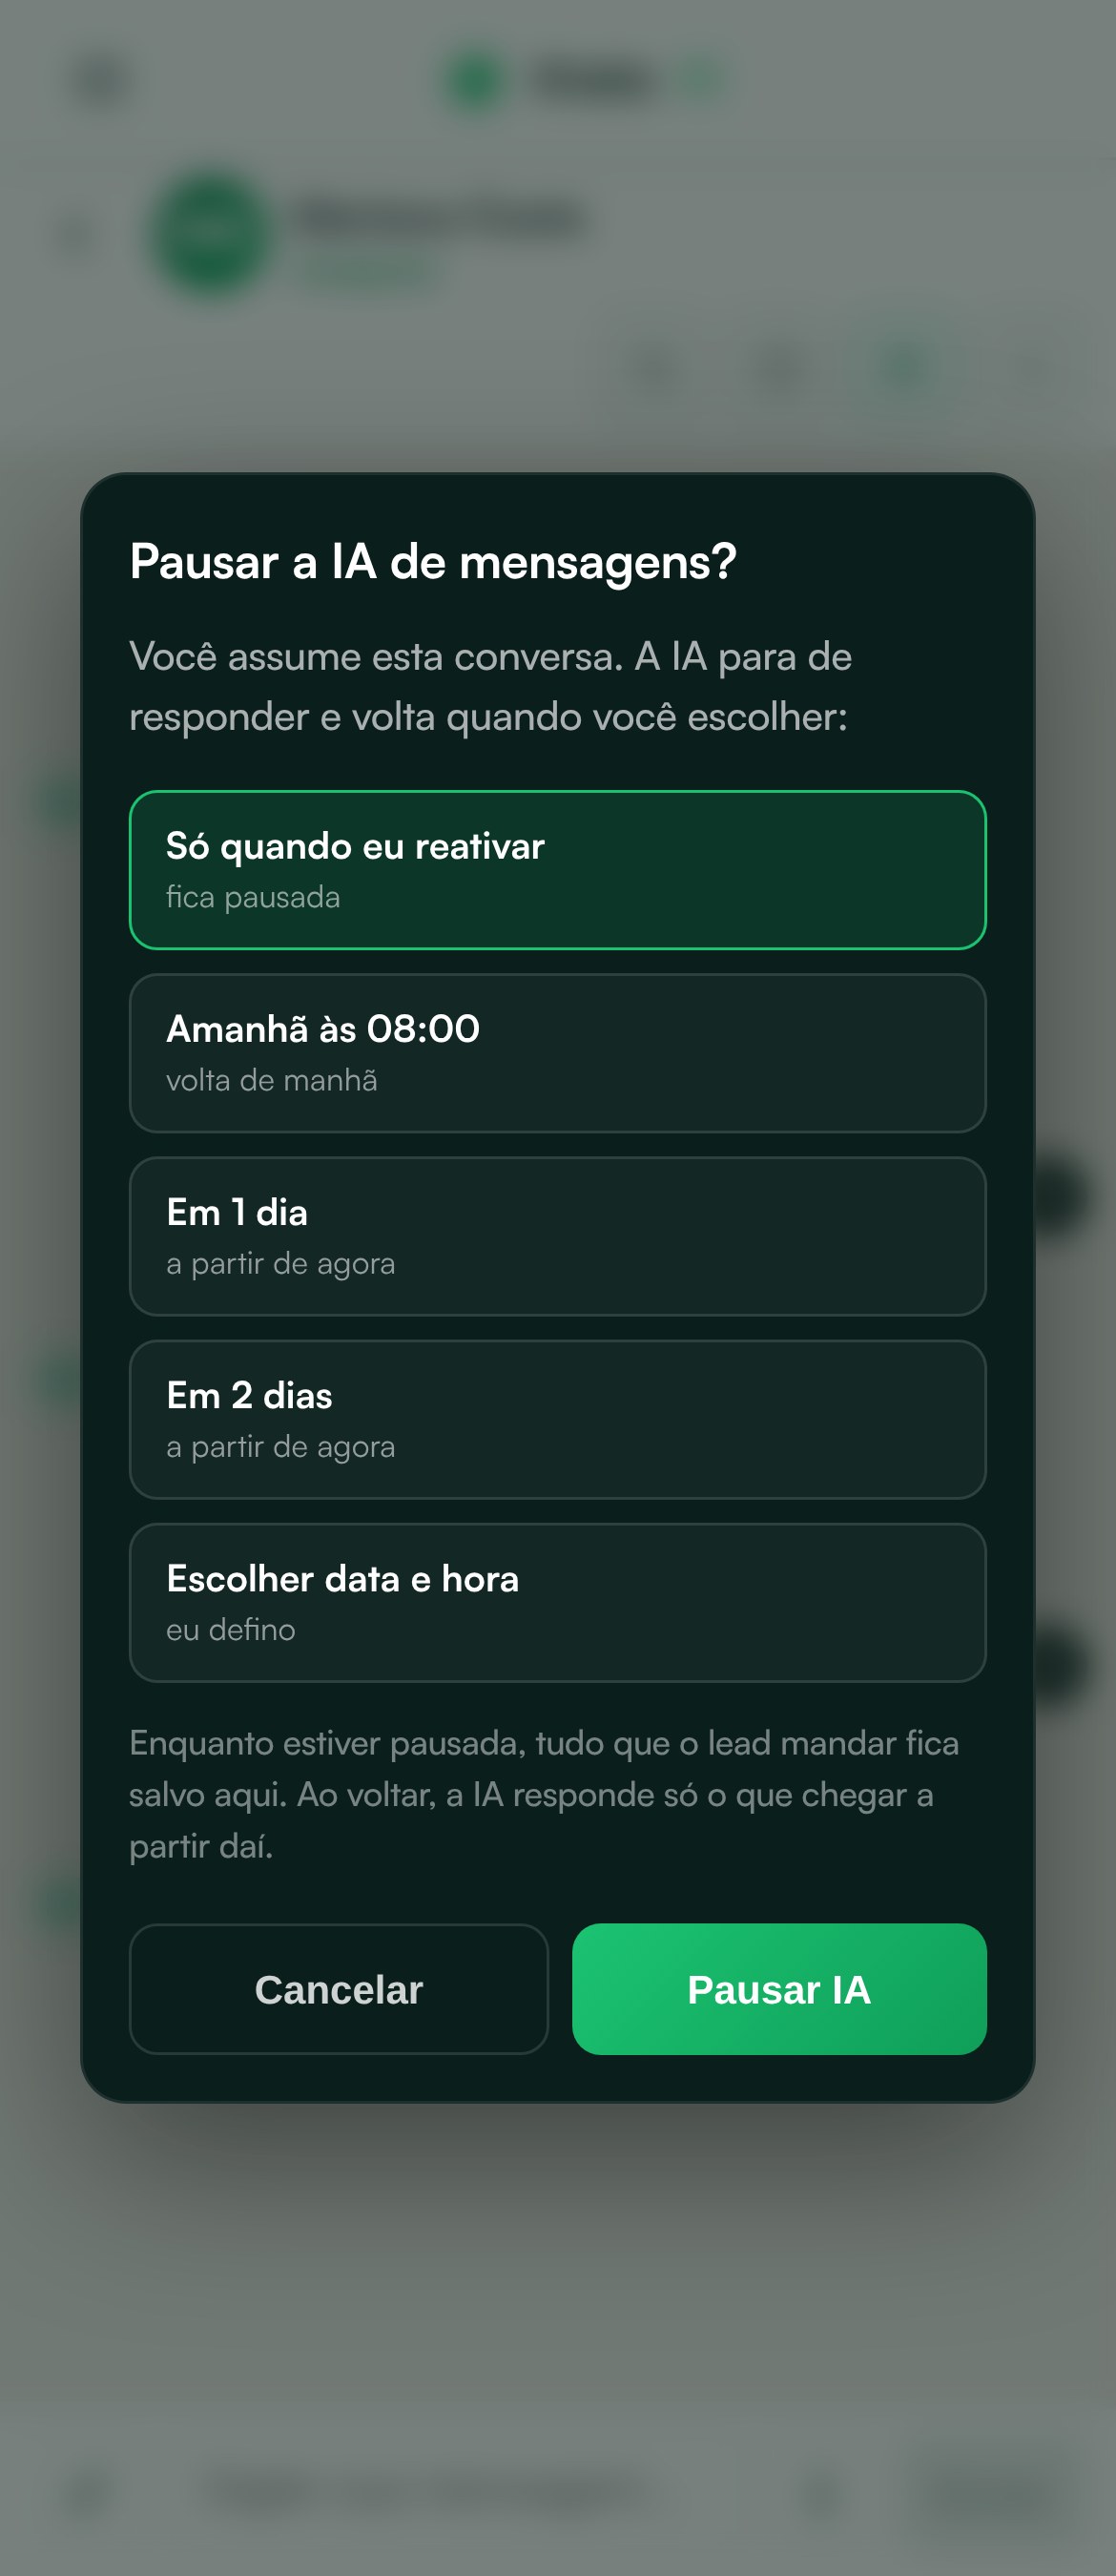 Pausar a IA de mensagens?
Você assume esta conversa. A IA para de
responder e volta quando você escolher:
Só quando eu reativar
fica pausada
Amanhã às 08:00
volta de manhã
Em 1 dia
a partir de agora
Em 2 dias
a partir de agora
Escolher data e hora
eu defino
Enquanto estiver pausada, tudo que o lead mandar fica
salvo aqui. Ao voltar, a IA responde só o que chegar a
partir daí.
Cancelar
Pausar IA